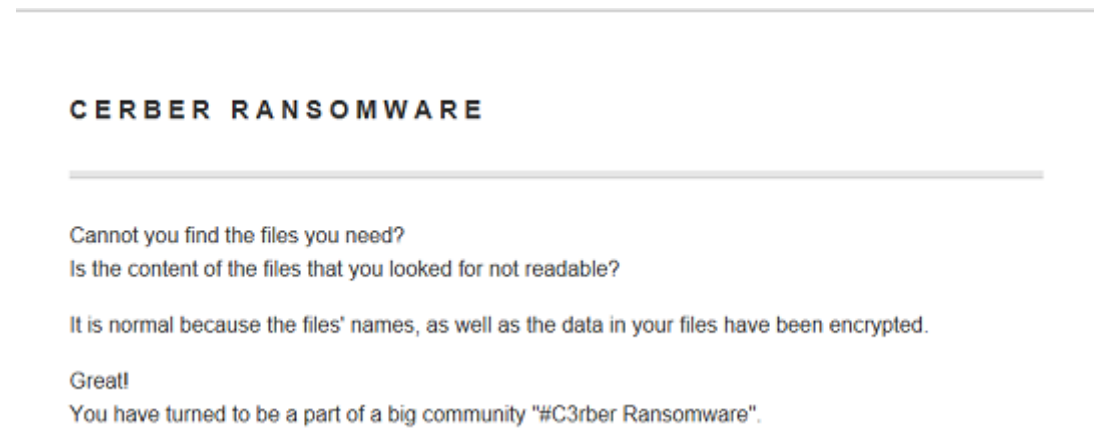 CERBER RANSOMWARE
Cannot you find the files you need?
Is the content of the files that you looked for not readable?
It is normal because the files' names, as well as the data in your files have been encrypted.
Great!
You have turned to be a part of a big community "#C3rber Ransomware".